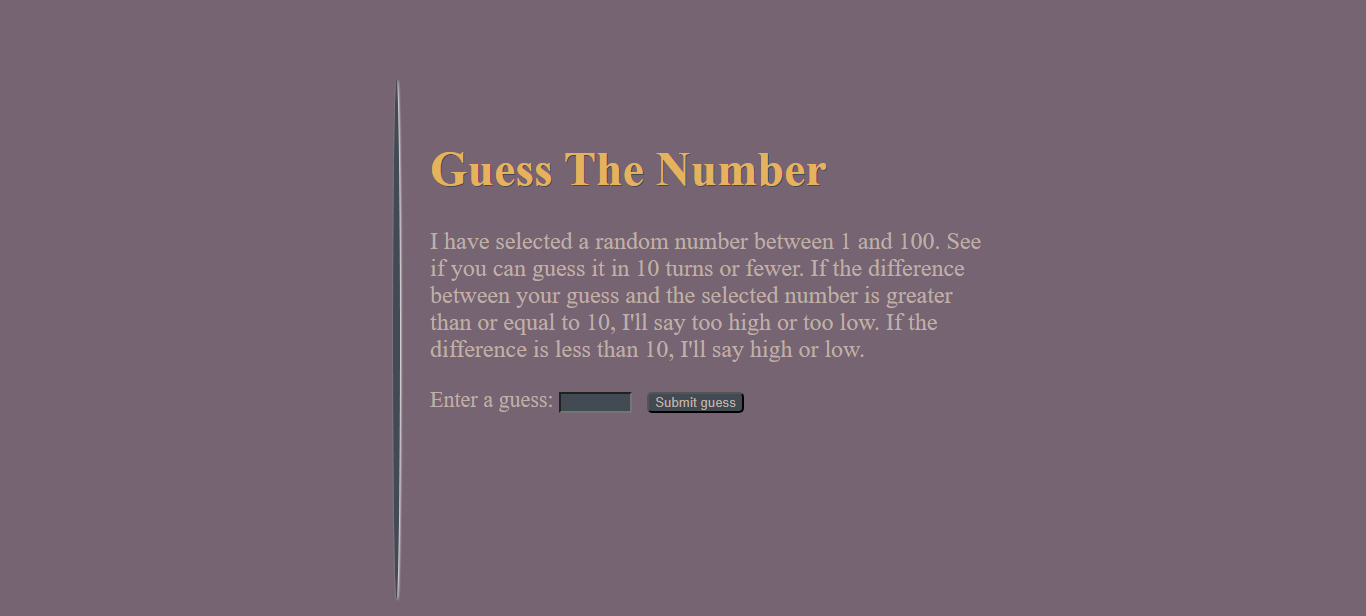 Guess The Number
I have selected a random number between 1 and 100. See
if you can guess it in 10 turns or fewer. If the difference
between your guess and the selected number is greater
than or equal to 10, I'll say too high or too low. If the
difference is less than 10, I'll say high or low.
Enter a guess: Submit guess